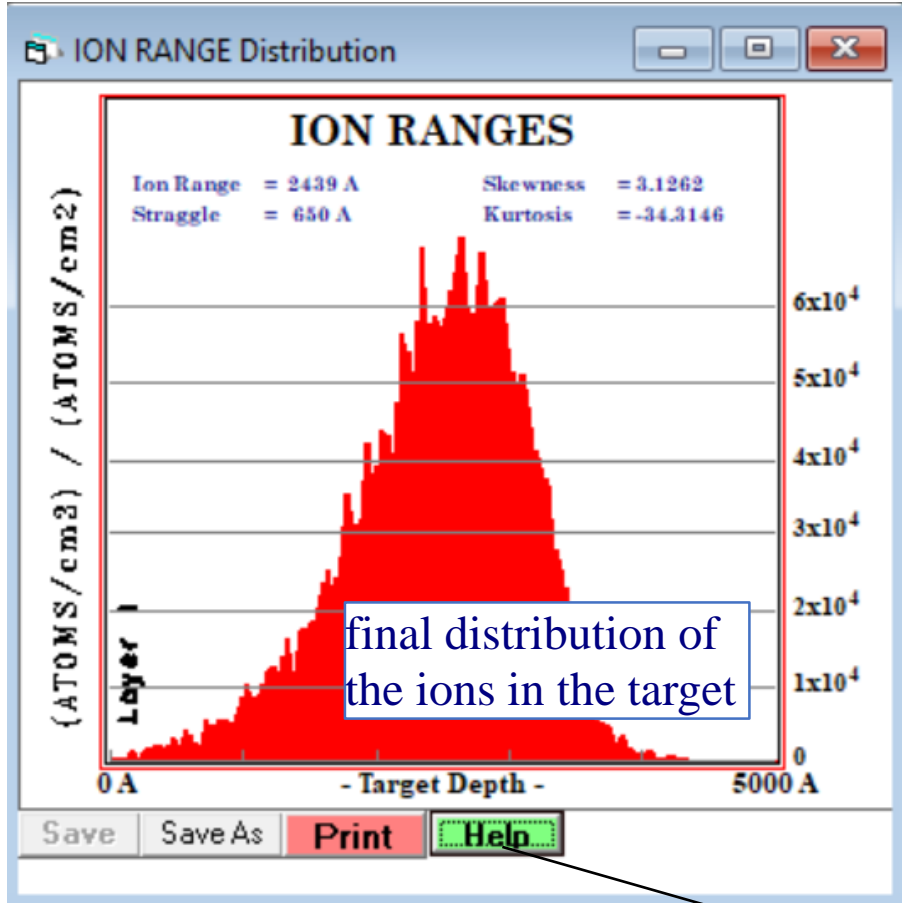 ION RANGE Distribution
ION RANGES
Ion Range = 2439 A Skewness = 3.1262
Straggle = 650 A Kurtosis = -34.3146
(ATOMS/cm3) / (ATOMS/cm2)
6x10⁴
5x10⁴
4x10⁴
3x10⁴
2x10⁴
1x10⁴
0
Layer 1
final distribution of
the ions in the target
0 A - Target Depth - 5000 A
Save Save As Print Help